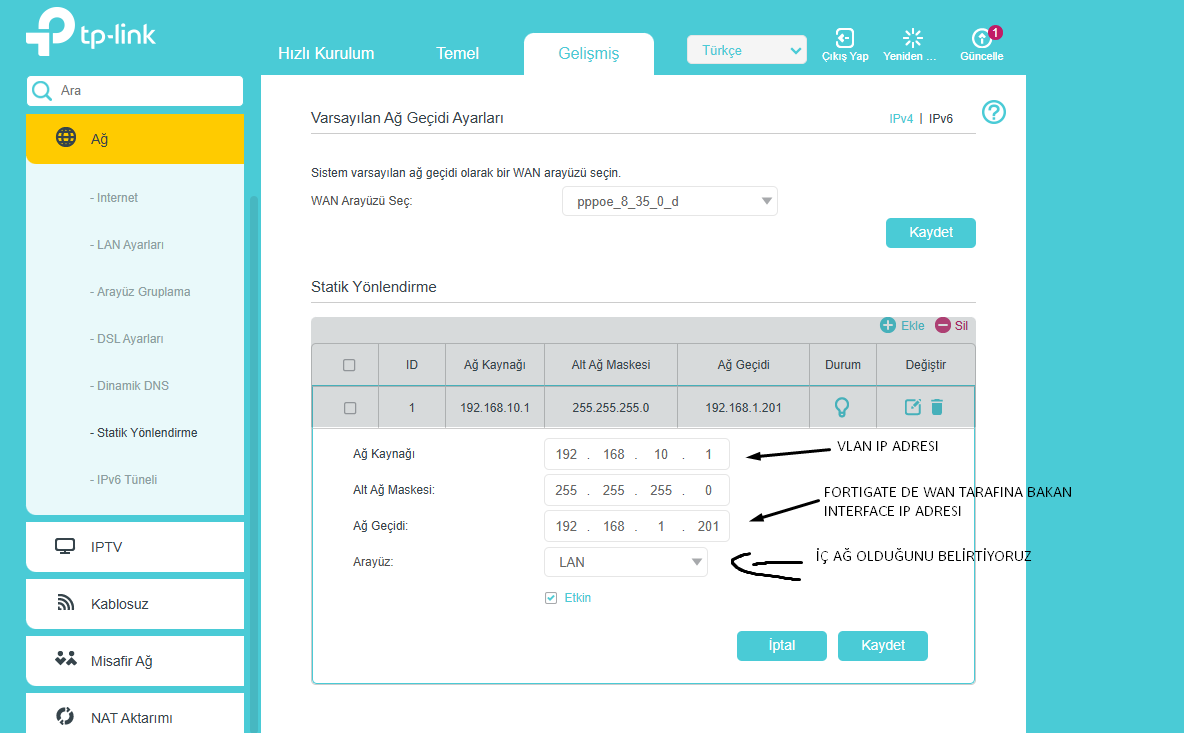 tp-link
Hızlı Kurulum
Temel
Gelişmiş
Türkçe
Çıkış Yap
Yeniden ...
1
Güncelle
Ara
Ağ
- Internet
- LAN Ayarları
- Arayüz Gruplama
- DSL Ayarları
- Dinamik DNS
- Statik Yönlendirme
- IPv6 Tüneli
IPTV
Kablosuz
Misafir Ağ
NAT Aktarımı
Varsayılan Ağ Geçidi Ayarları
IPv4 | IPv6
?
Sistem varsayılan ağ geçidi olarak bir WAN arayüzü seçin.
WAN Arayüzü Seç: pppoe_8_35_0_d
Kaydet
Statik Yönlendirme
Ekle Sil
ID Ağ Kaynağı Alt Ağ Maskesi Ağ Geçidi Durum Değiştir
1 192.168.10.1 255.255.255.0 192.168.1.201
Ağ Kaynağı 192 . 168 . 10 . 1
VLAN IP ADRESI
Alt Ağ Maskesi: 255 . 255 . 255 . 0
Ağ Geçidi: 192 . 168 . 1 . 201
FORTIGATE DE WAN TARAFINA BAKAN
INTERFACE IP ADRESI
Arayüz: LAN
İÇ AĞ OLDUĞUNU BELIRTİYORUZ
Etkin
İptal Kaydet